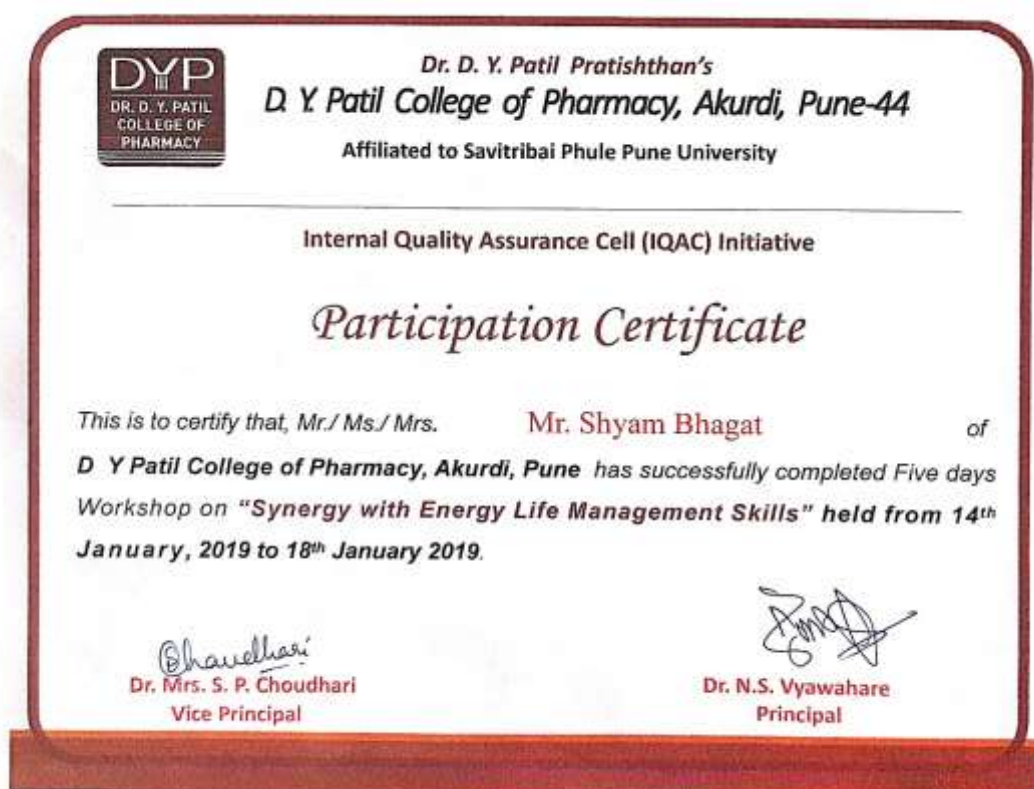 DYP
DR. D. Y. PATIL
COLLEGE OF
PHARMACY
Dr. D. Y. Patil Pratishthan's
D. Y. Patil College of Pharmacy, Akurdi, Pune-44
Affiliated to Savitribai Phule Pune University
Internal Quality Assurance Cell (IQAC) Initiative
Participation Certificate
This is to certify that, Mr./ Ms./ Mrs. Mr. Shyam Bhagat of
D Y Patil College of Pharmacy, Akurdi, Pune has successfully completed Five days
Workshop on “Synergy with Energy Life Management Skills” held from 14th
January, 2019 to 18th January 2019.
Dr. Mrs. S. P. Choudhari
Vice Principal
Dr. N.S. Vyawahare
Principal